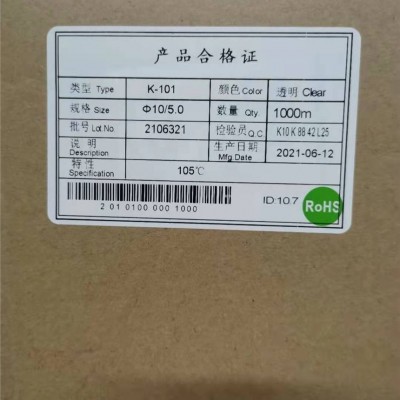 产品合格证
类型 Type K-101 颜色 Color 透明 Clear
规格 Size Φ10/5.0 数量 Qty. 1000m
批号 Lot No. 2106321 检验员 Q.C. K10 K 88 42 L25
说明 Description 生产日期 Mfg.Date 2021-06-12
特性 Specification 105℃
2 01 0100 000 1000
ID:10.7
RoHS